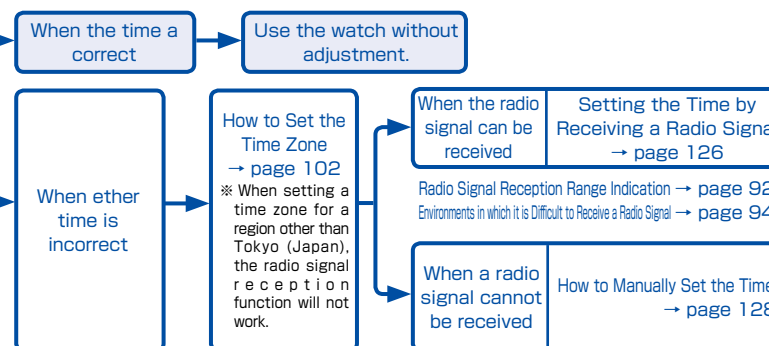 When the time a
correct
Use the watch without
adjustment.
When ether
time is
incorrect
How to Set the
Time Zone
→ page 102
※ When setting a
time zone for a
region other than
Tokyo (Japan),
the radio signal
reception
function will not
work.
When the radio
signal can be
received
Setting the Time by
Receiving a Radio Signa
→ page 126
Radio Signal Reception Range Indication → page 92
Environments in which it is Difficult to Receive a Radio Signal → page 94
When a radio
signal cannot
be received
How to Manually Set the Time
→ page 128